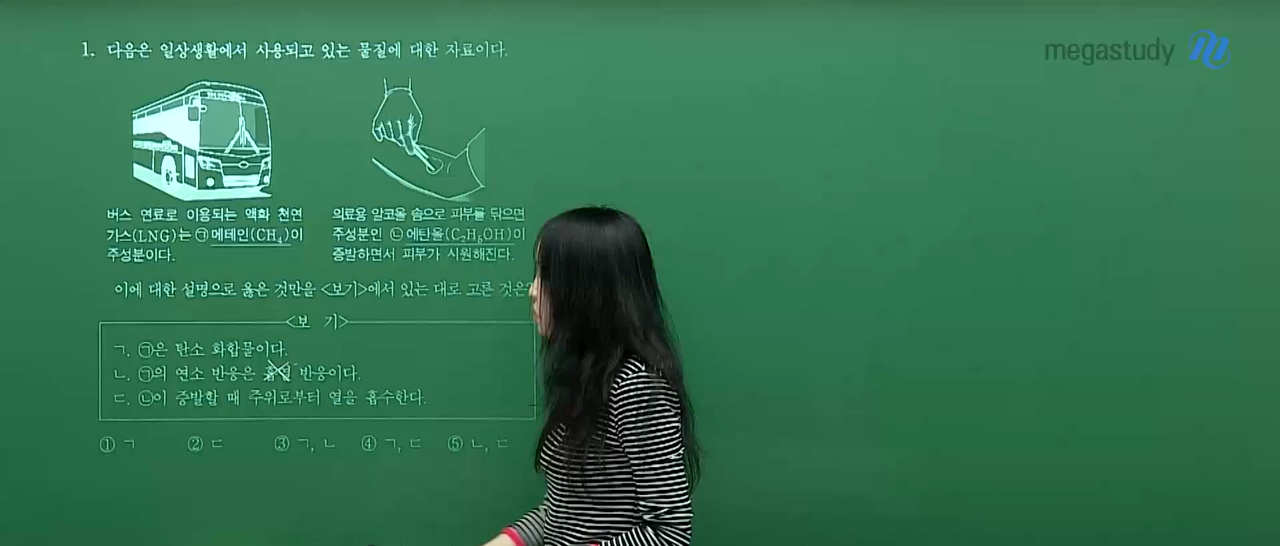 1. 다음은 일상생활에서 사용되고 있는 물질에 대한 자료이다.
megastudy
버스 연료로 이용되는 액화 천연
가스(LNG)는 ㉠메테인(CH₄)이
주성분이다.
의료용 알코올 솜으로 피부를 닦으면
주성분인 ㉡에탄올(C₂H₅OH)이
증발하면서 피부가 시원해진다.
이에 대한 설명으로 옳은 것만을 <보기>에서 있는 대로 고른 것은?
<보 기>
ㄱ. ㉠은 탄소 화합물이다.
ㄴ. ㉠의 연소 반응은 흡열 반응이다.
ㄷ. ㉡이 증발할 때 주위로부터 열을 흡수한다.
① ㄱ ② ㄷ ③ ㄱ, ㄴ ④ ㄱ, ㄷ ⑤ ㄴ, ㄷ